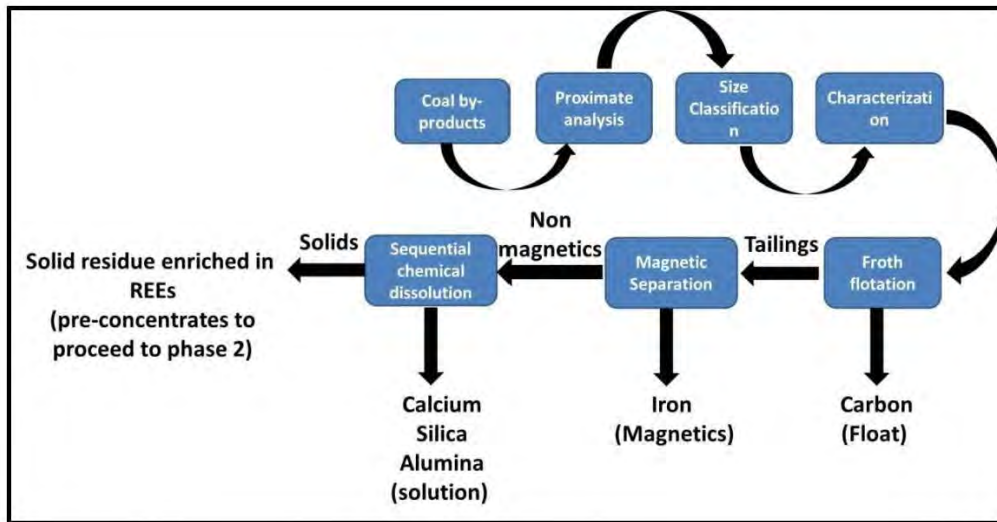 Coal by-
products
Proximate
analysis
Size
Classificatio
n
Characterizati
on
Froth
flotation
Tailings
Magnetic
Separation
Non
magnetics
Sequential
chemical
dissolution
Solids
Solid residue enriched in
REEs
(pre-concentrates to
proceed to phase 2)
Calcium
Silica
Alumina
(solution)
Iron
(Magnetics)
Carbon
(Float)